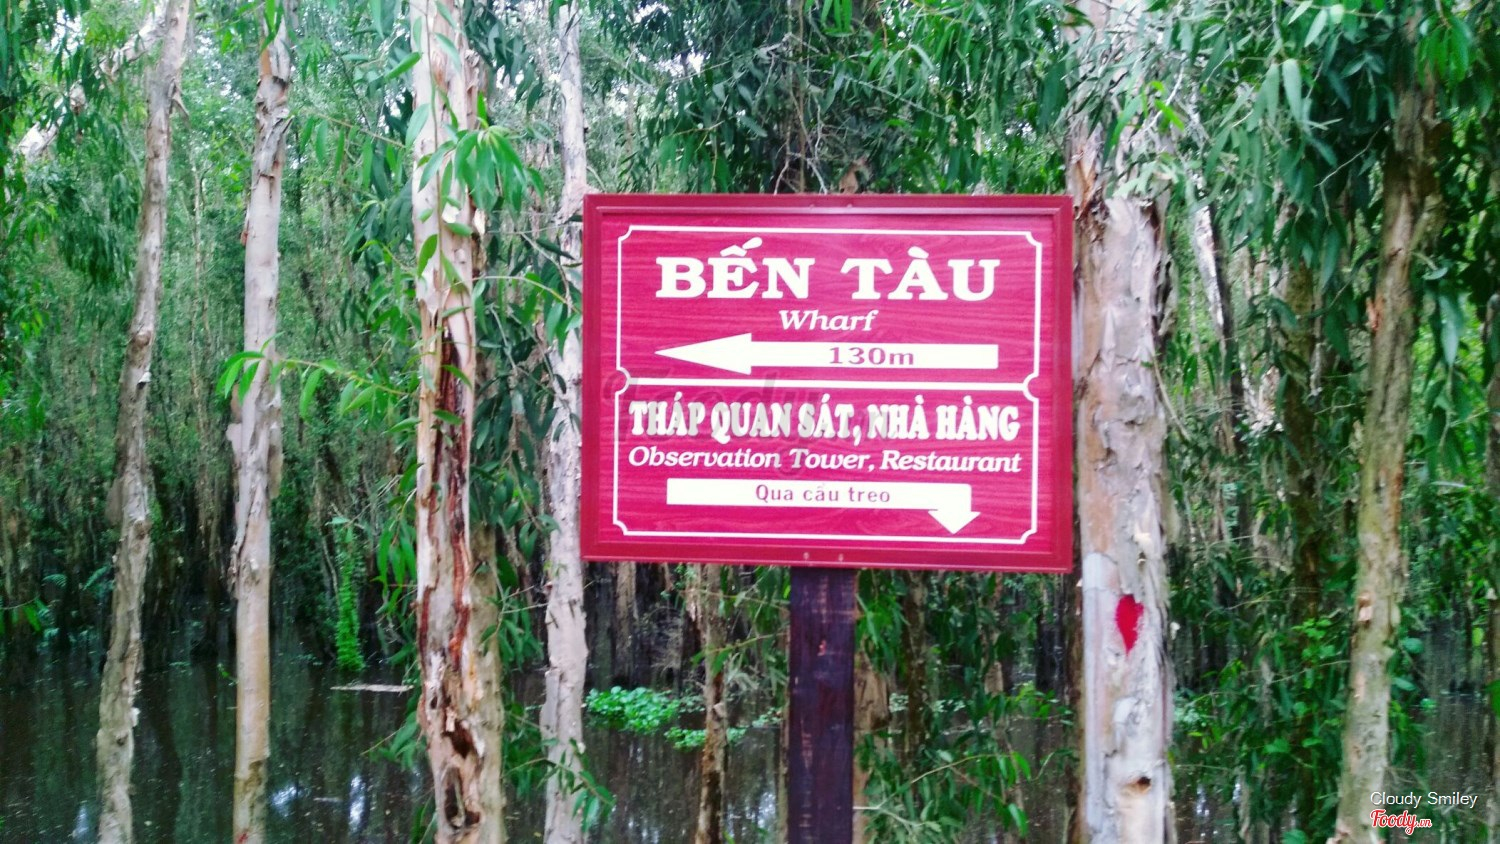 BẾN TÀU
Wharf
130m
THÁP QUAN SÁT, NHÀ HÀNG
Observation Tower, Restaurant
Qua cầu treo
Cloudy Smiley
Foody.vn